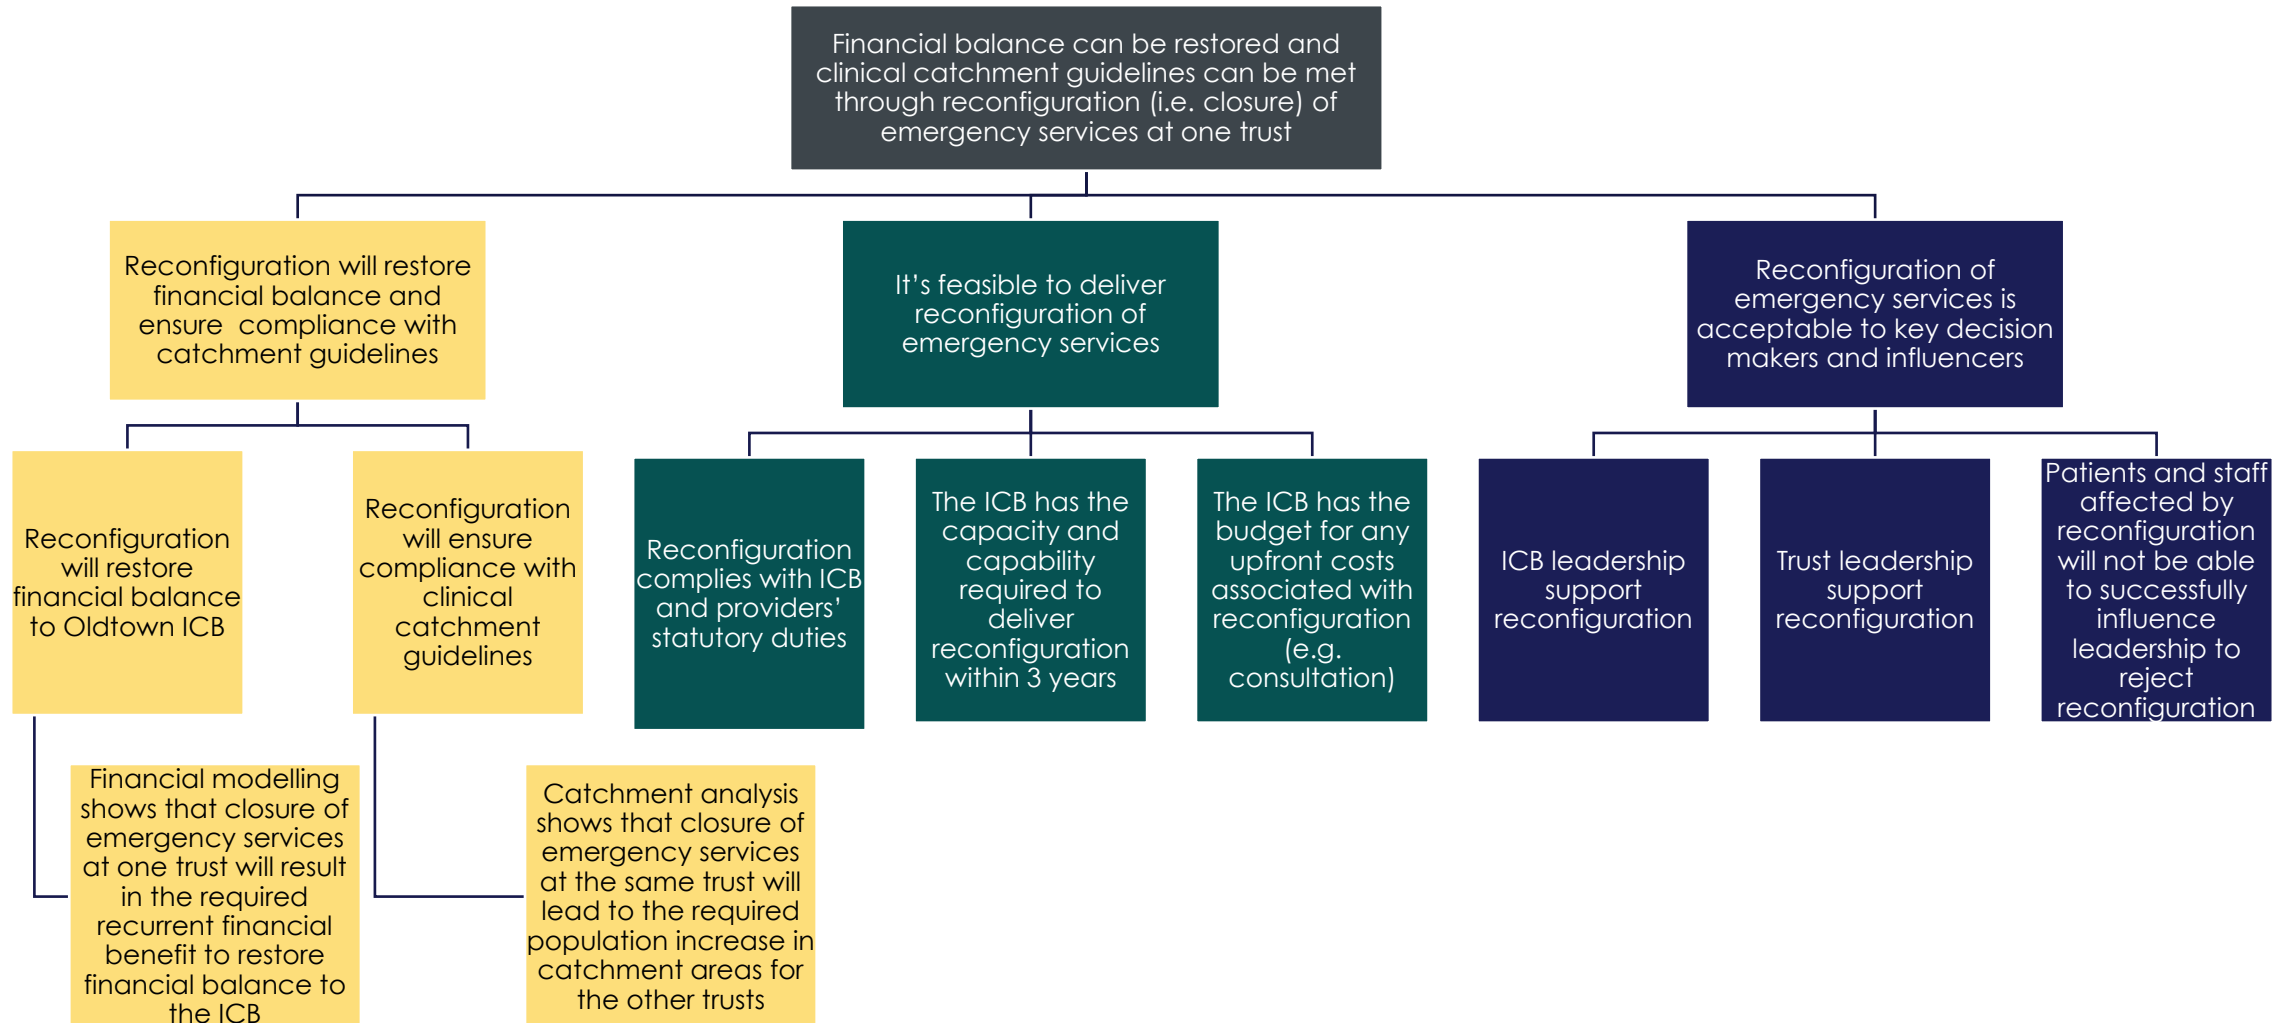 Financial balance can be restored and
clinical catchment guidelines can be met
through reconfiguration (i.e. closure) of
emergency services at one trust
Reconfiguration will restore
financial balance and
ensure  compliance with
catchment guidelines
It’s feasible to deliver
reconfiguration of
emergency services
Reconfiguration of
emergency services is
acceptable to key decision
makers and influencers
Reconfiguration
will restore
financial balance
to Oldtown ICB
Reconfiguration
will ensure
compliance with
clinical
catchment
guidelines
Reconfiguration
complies with ICB
and providers’
statutory duties
The ICB has the
capacity and
capability
required to
deliver
reconfiguration
within 3 years
The ICB has the
budget for any
upfront costs
associated with
reconfiguration
(e.g.
consultation)
ICB leadership
support
reconfiguration
Trust leadership
support
reconfiguration
Patients and staff
affected by
reconfiguration
will not be able
to successfully
influence
leadership to
reject
reconfiguration
Financial modelling
shows that closure of
emergency services
at one trust will result
in the required
recurrent financial
benefit to restore
financial balance to
the ICB
Catchment analysis
shows that closure of
emergency services
at the same trust will
lead to the required
population increase in
catchment areas for
the other trusts